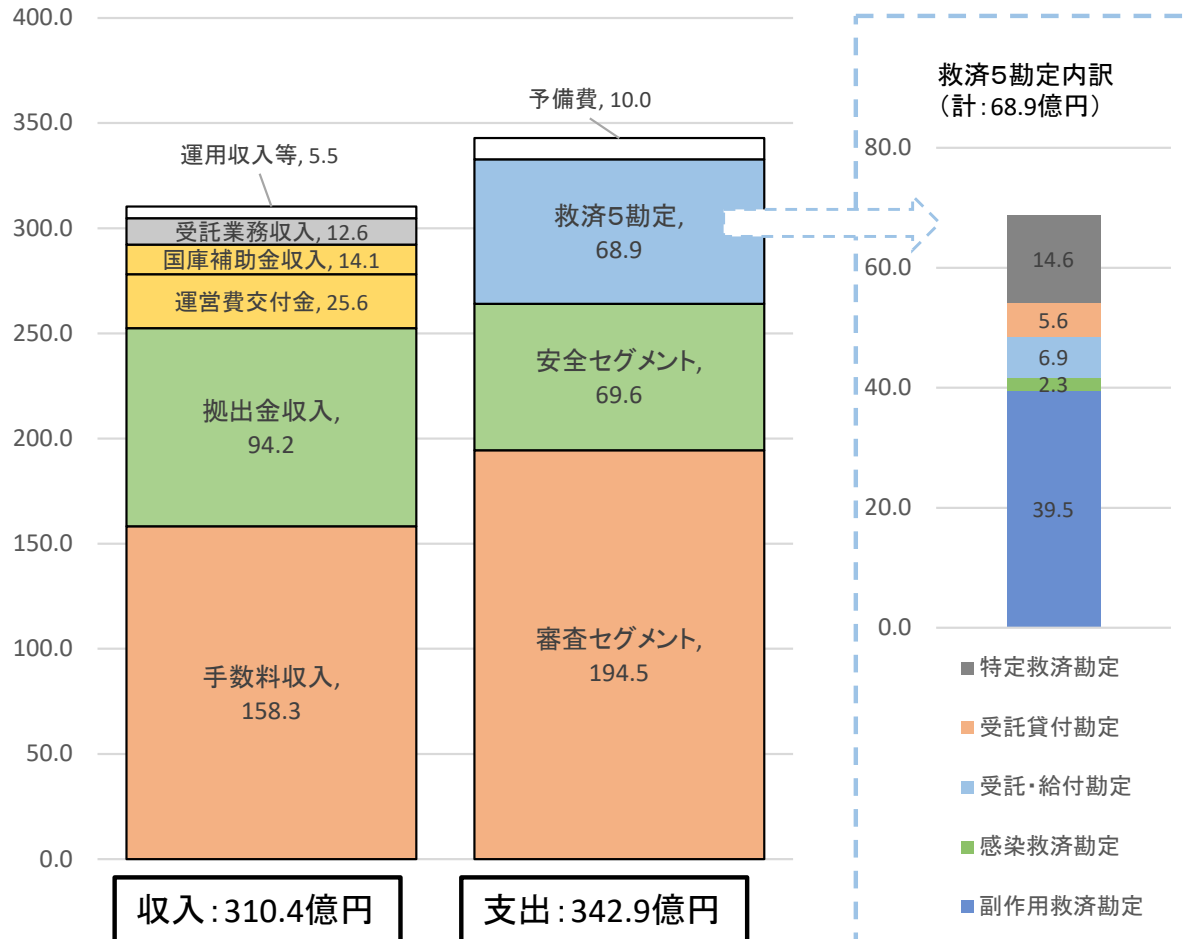 400.0
350.0
300.0
250.0
200.0
150.0
100.0
50.0
0.0
運用収入等, 5.5
受託業務収入, 12.6
国庫補助金収入, 14.1
運営費交付金, 25.6
拠出金収入,
94.2
手数料収入,
158.3
収入：310.4億円
予備費, 10.0
救済5勘定,
68.9
安全セグメント,
69.6
審査セグメント,
194.5
支出：342.9億円
救済５勘定内訳
（計：68.9億円）
80.0
60.0
40.0
20.0
0.0
14.6
5.6
6.9
2.3
39.5
特定救済勘定
受託貸付勘定
受託・給付勘定
感染救済勘定
副作用救済勘定